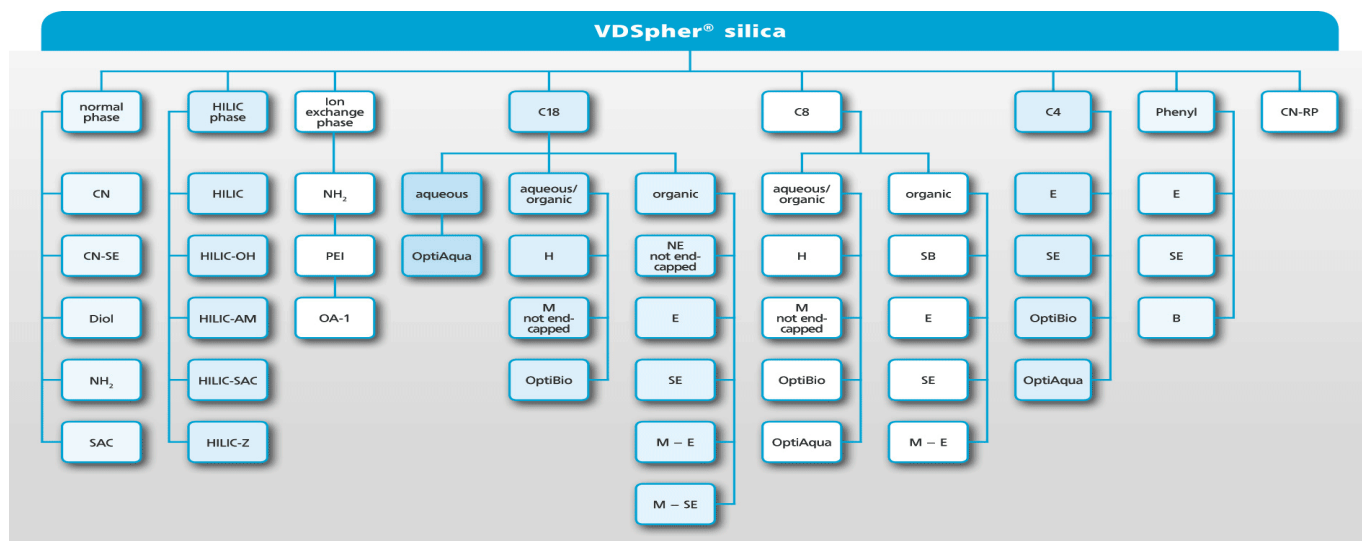 VDSpher® silica
normal
phase
HILIC
phase
Ion
exchange
phase
C18
C8
C4
Phenyl
CN-RP
CN
HILIC
NH₂
aqueous
aqueous/
organic
organic
aqueous/
organic
organic
E
E
CN-SE
HILIC-OH
PEI
OptiAqua
H
NE
not end-
capped
H
SB
SE
SE
Diol
HILIC-AM
OA-1
M
not end-
capped
E
M
not end-
capped
E
OptiBio
B
NH₂
HILIC-SAC
OptiBio
SE
OptiBio
SE
OptiAqua
SAC
HILIC-Z
M – E
OptiAqua
M – E
M – SE